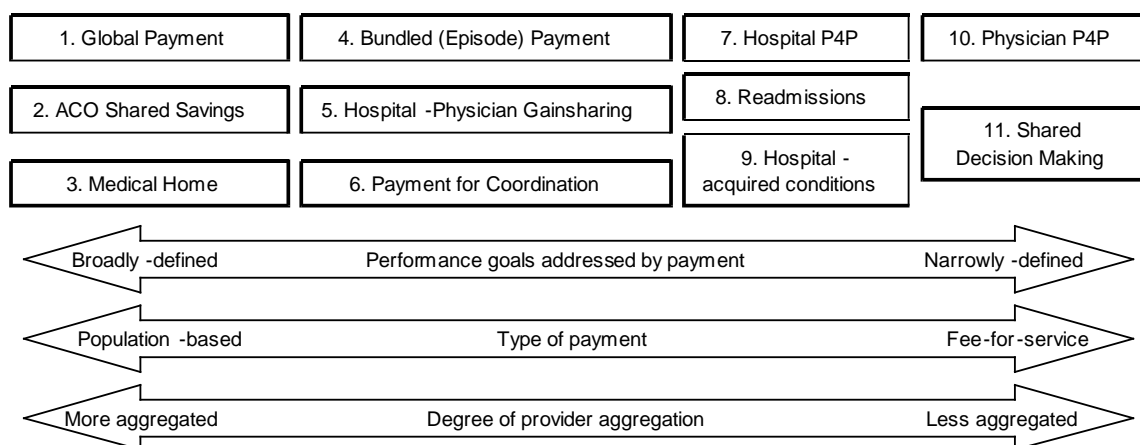 1. Global Payment
4. Bundled (Episode) Payment
7. Hospital P4P
10. Physician P4P
2. ACO Shared Savings
5. Hospital -Physician Gainsharing
8. Readmissions
11. Shared
Decision Making
3. Medical Home
6. Payment for Coordination
9. Hospital -
acquired conditions
Broadly -defined
Performance goals addressed by payment
Narrowly -defined
Population -based
Type of payment
Fee-for-service
More aggregated
Degree of provider aggregation
Less aggregated